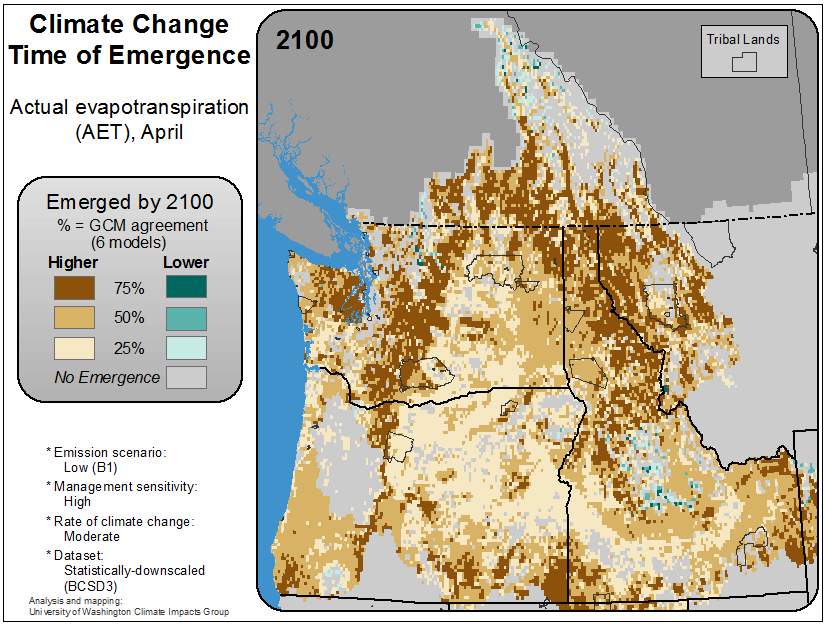 Climate Change
Time of Emergence
Actual evapotranspiration
(AET), April
Emerged by 2100
% = GCM agreement
(6 models)
Higher Lower
75%
50%
25%
No Emergence
* Emission scenario:
Low (B1)
* Management sensitivity:
High
* Rate of climate change:
Moderate
* Dataset:
Statistically-downscaled
(BCSD3)
Analysis and mapping:
University of Washington Climate Impacts Group
2100
Tribal Lands